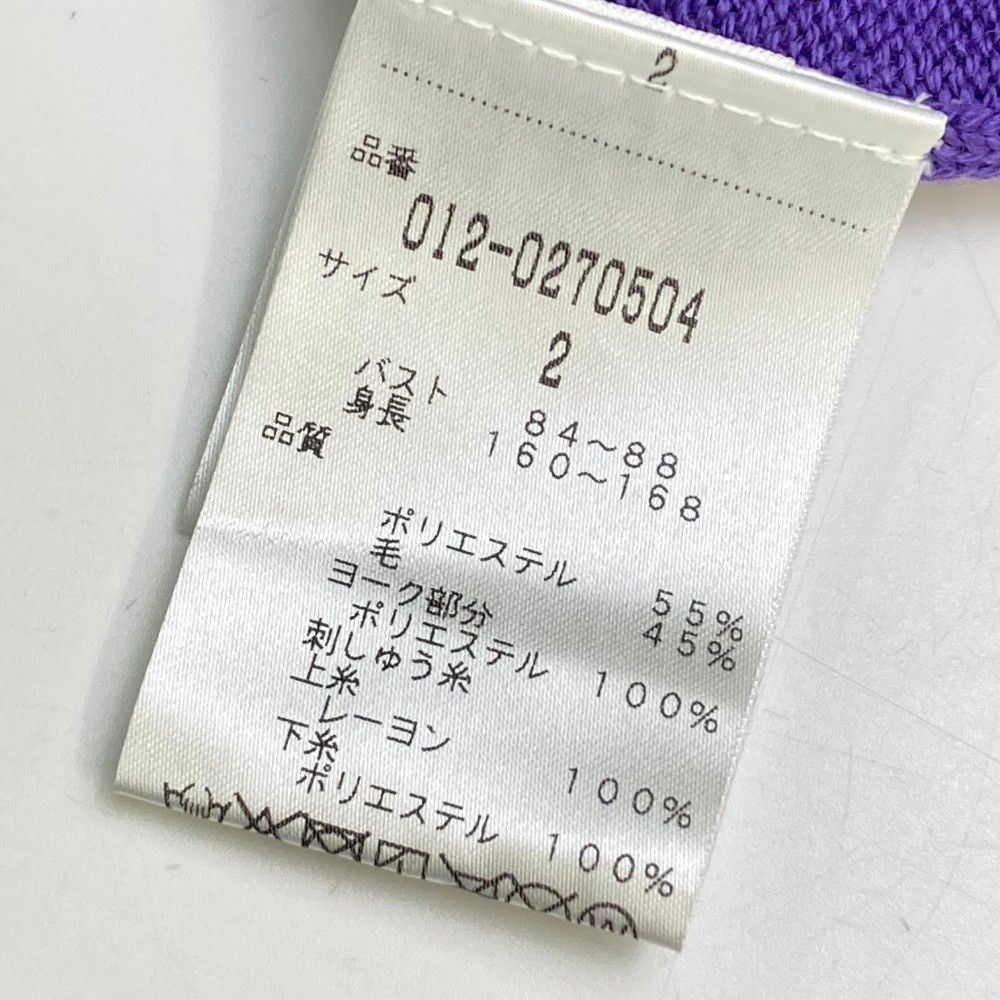 2
品番
012-0270504
サイズ
2
バスト 84～88
身長 160～168
品質
ポリエステル 55%
毛 45%
ヨーク部分
ポリエステル 100%
刺しゅう糸
上糸
レーヨン 100%
下糸
ポリエステル 100%